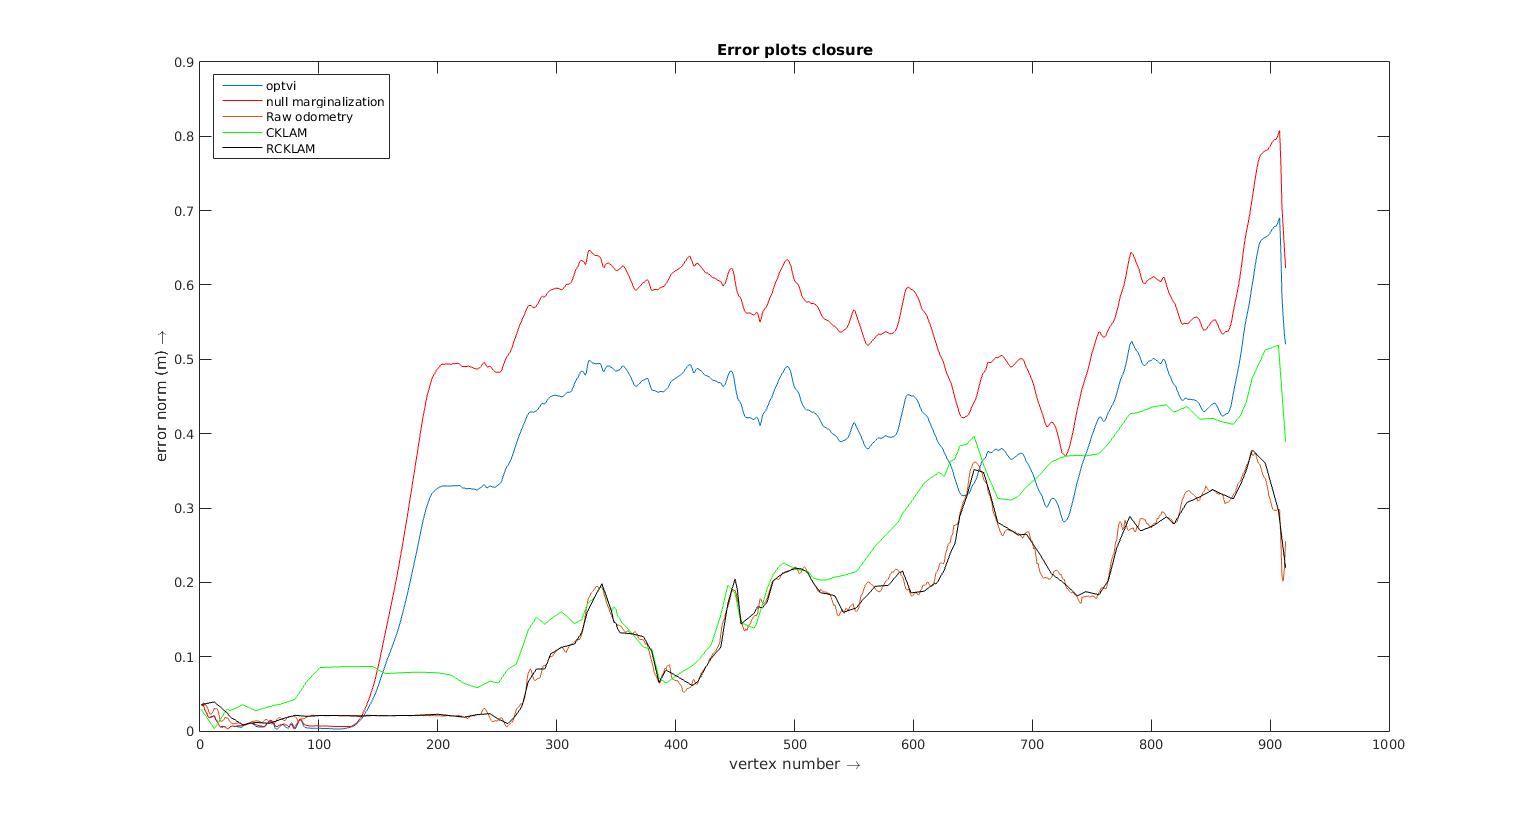 Error plots closure
optvi
null marginalization
Raw odometry
CKLAM
RCKLAM
error norm (m) →
0.9
0.8
0.7
0.6
0.5
0.4
0.3
0.2
0.1
0
0 100 200 300 400 500 600 700 800 900 1000
vertex number →